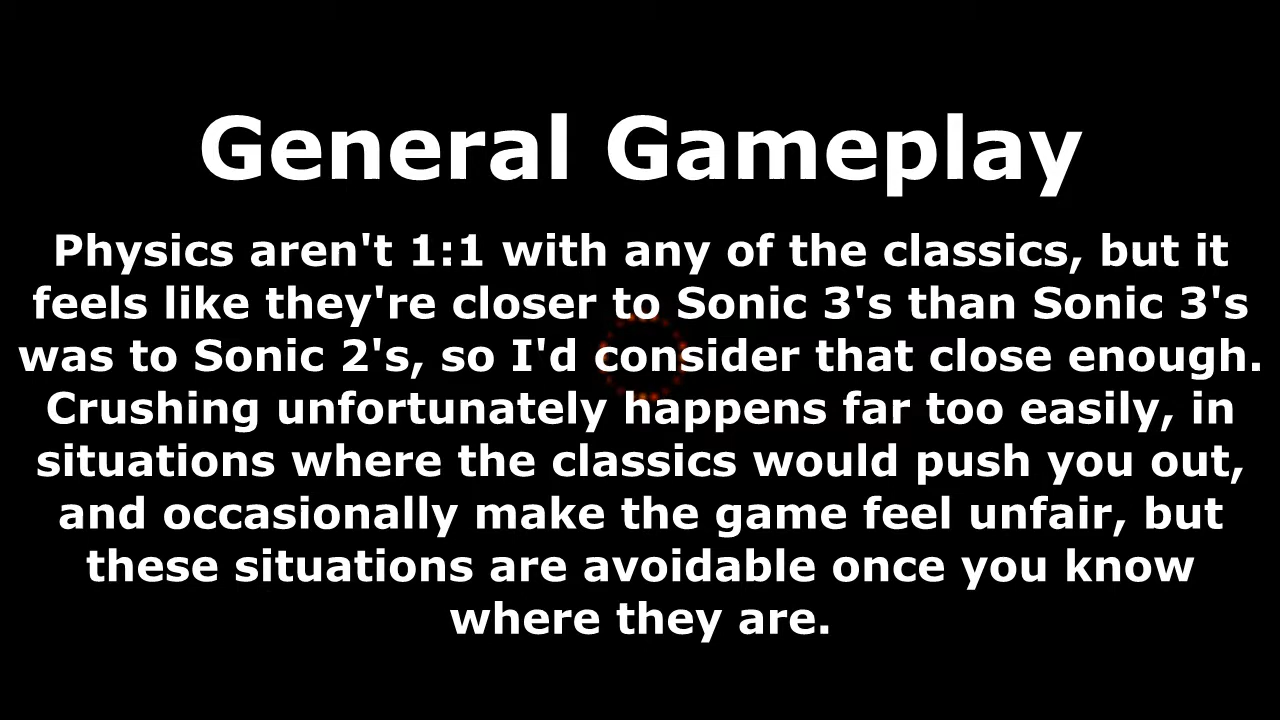 General Gameplay
Physics aren't 1:1 with any of the classics, but it
feels like they're closer to Sonic 3's than Sonic 3's
was to Sonic 2's, so I'd consider that close enough.
Crushing unfortunately happens far too easily, in
situations where the classics would push you out,
and occasionally make the game feel unfair, but
these situations are avoidable once you know
where they are.